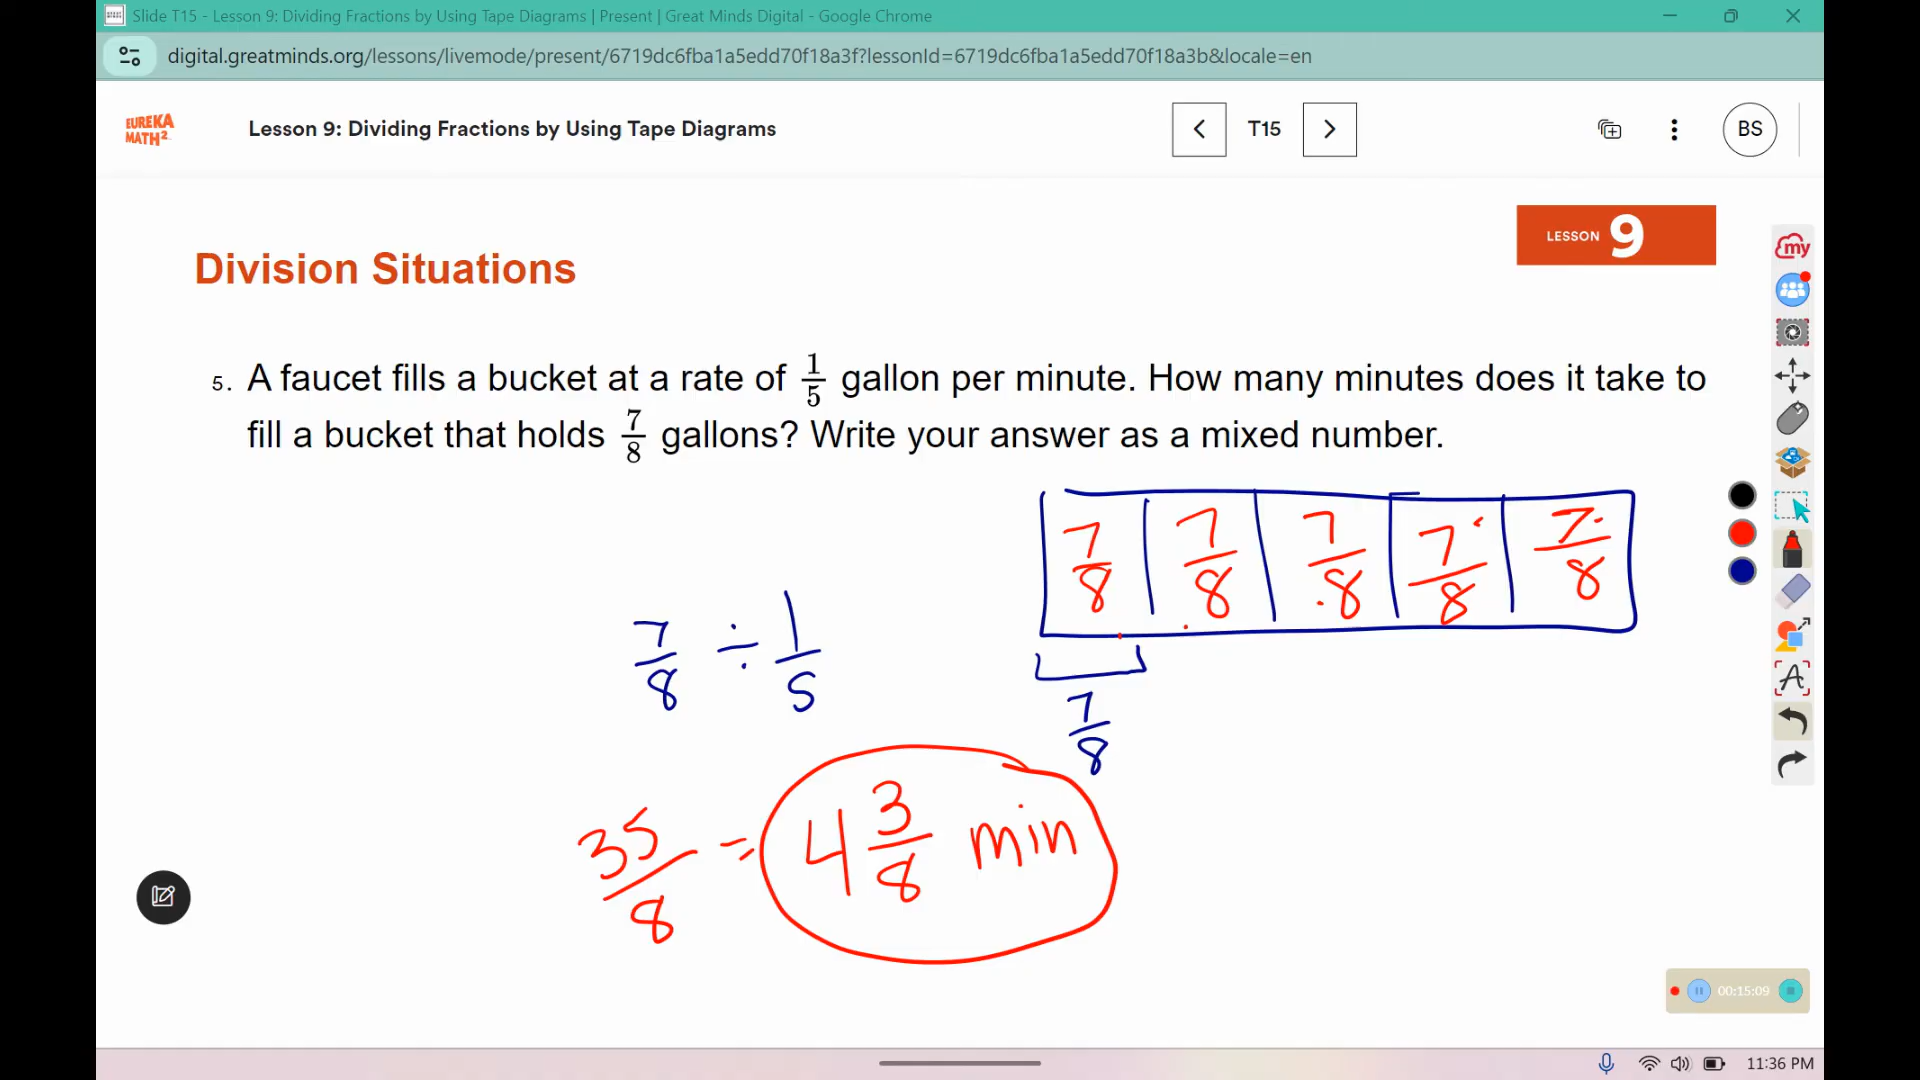 Slide T15 - Lesson 9: Dividing Fractions by Using Tape Diagrams | Present | Great Minds Digital - Google Chrome
digital.greatminds.org/lessons/livemode/present/6719dc6fba1a5edd70f18a3f?lessonId=6719dc6fba1a5edd70f18a3b&locale=en
EUREKA
MATH²
Lesson 9: Dividing Fractions by Using Tape Diagrams
T15
BS
LESSON 9
Division Situations
my
5. A faucet fills a bucket at a rate of 1/5 gallon per minute. How many minutes does it take to
fill a bucket that holds 7/8 gallons? Write your answer as a mixed number.
7/8 7/8 7/8 7/8 7/8
7/8 ÷ 1/5
7/8
35/8 = 4 3/8 min
A
00:15:09
11:36 PM